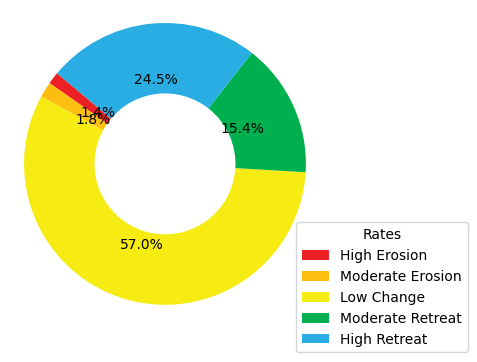 24.5%
1.4%
1.8%
15.4%
57.0%
Rates
High Erosion
Moderate Erosion
Low Change
Moderate Retreat
High Retreat